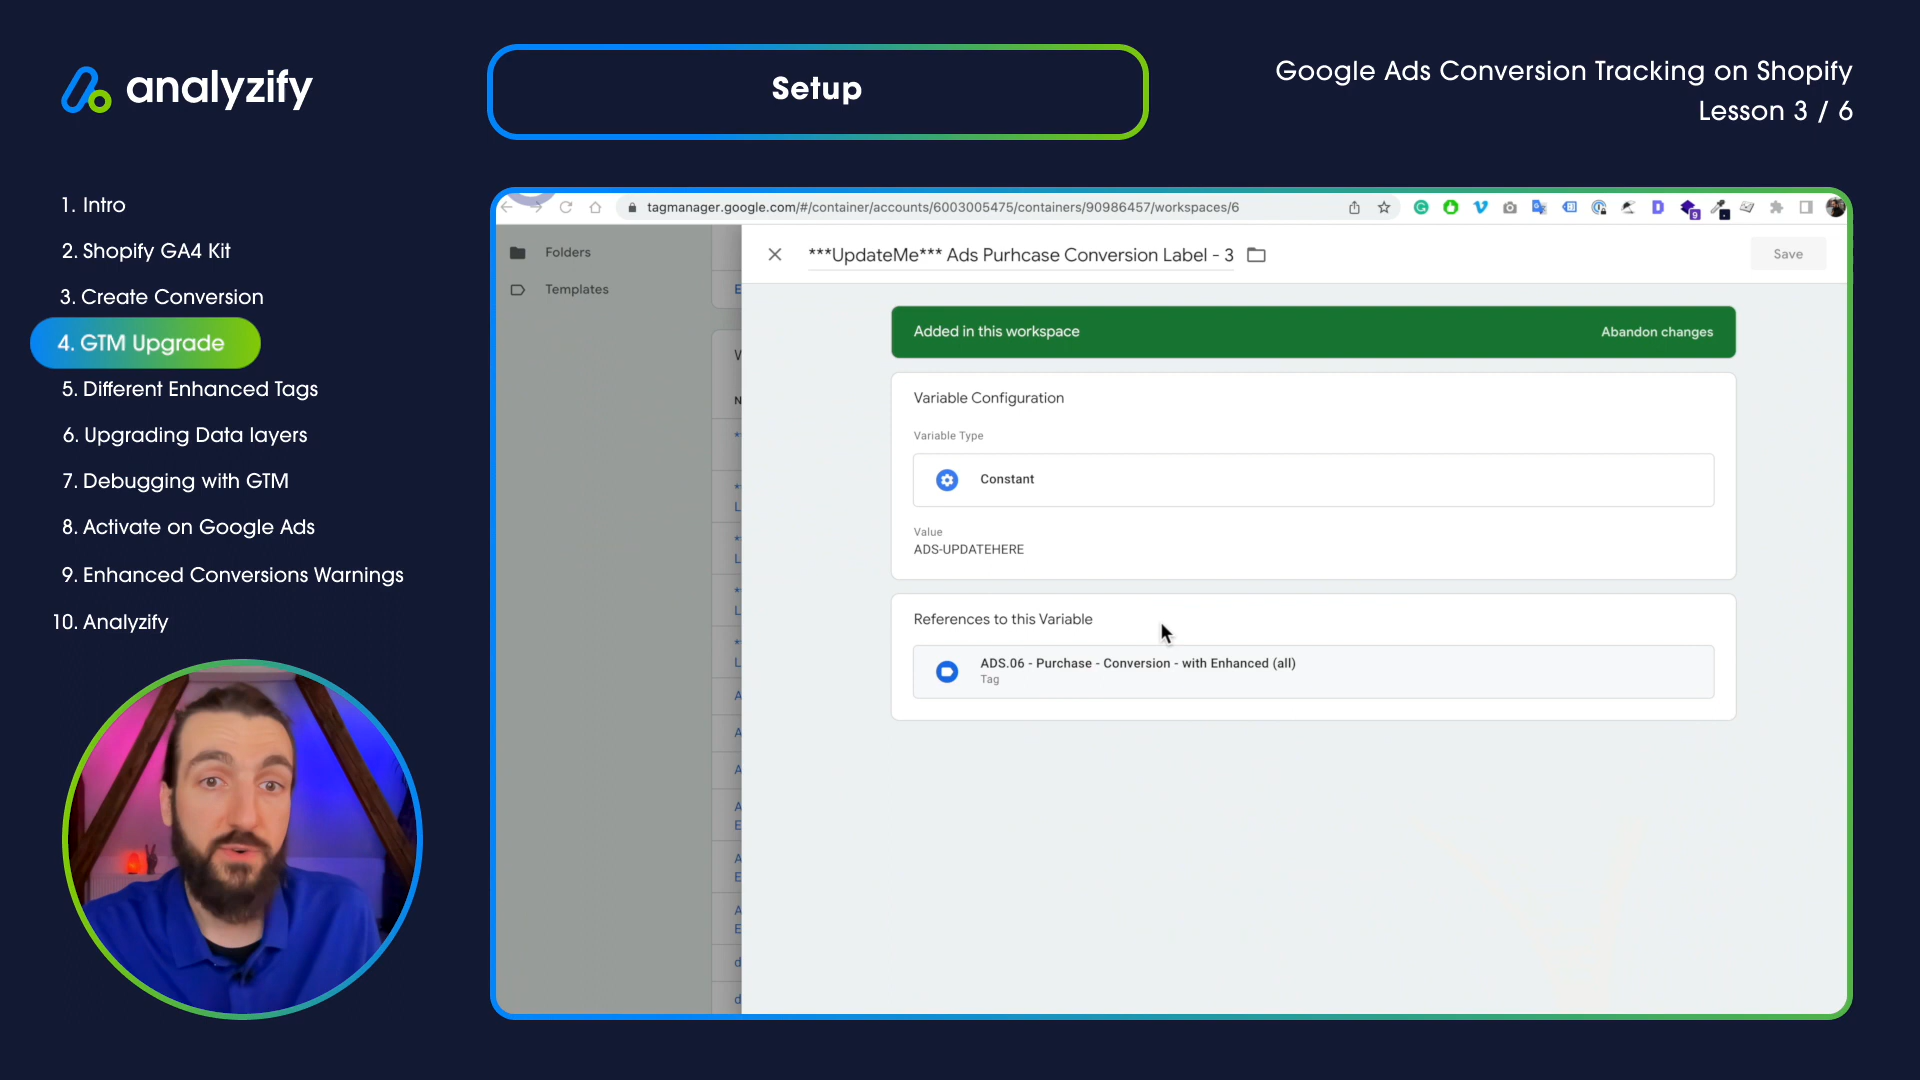 analyzify
Setup
Google Ads Conversion Tracking on Shopify
Lesson 3 / 6
1. Intro
2. Shopify GA4 Kit
3. Create Conversion
4. GTM Upgrade
5. Different Enhanced Tags
6. Upgrading Data layers
7. Debugging with GTM
8. Activate on Google Ads
9. Enhanced Conversions Warnings
10. Analyzify
tagmanager.google.com/#/container/accounts/6003005475/containers/90986457/workspaces/6
Folders
Templates
***UpdateMe*** Ads Purhcase Conversion Label - 3
Save
Added in this workspace
Abandon changes
Variable Configuration
Variable Type
Constant
Value
ADS-UPDATEHERE
References to this Variable
ADS.06 - Purchase - Conversion - with Enhanced (all)
Tag